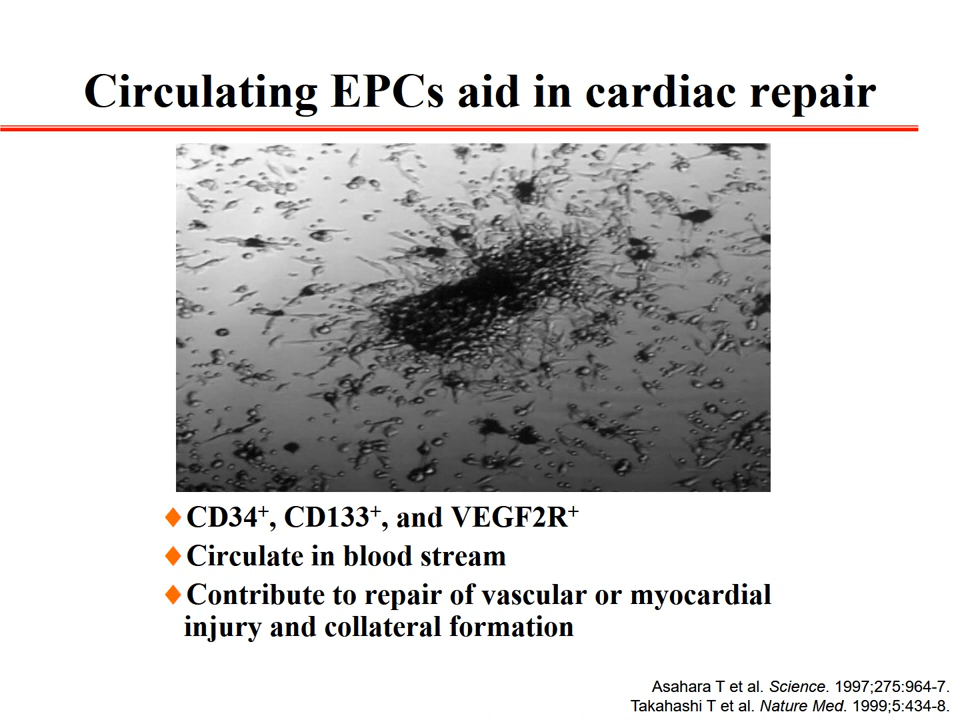 Circulating EPCs aid in cardiac repair
♦CD34⁺, CD133⁺, and VEGF2R⁺
♦Circulate in blood stream
♦Contribute to repair of vascular or myocardial
injury and collateral formation
Asahara T et al. Science. 1997;275:964-7.
Takahashi T et al. Nature Med. 1999;5:434-8.